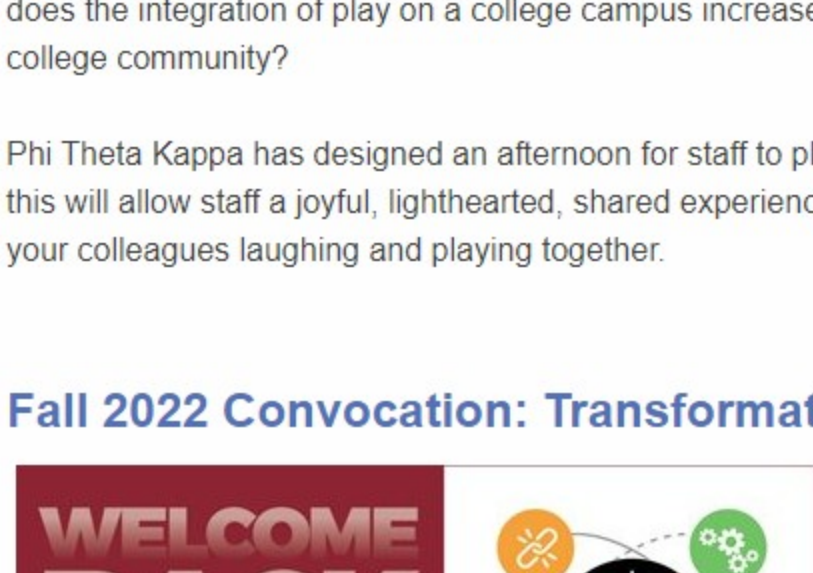 does the integration of play on a college campus increase
college community?
Phi Theta Kappa has designed an afternoon for staff to
this will allow staff a joyful, lighthearted, shared
your colleagues laughing and playing together.
Fall 2022 Convocation:
WELCOME